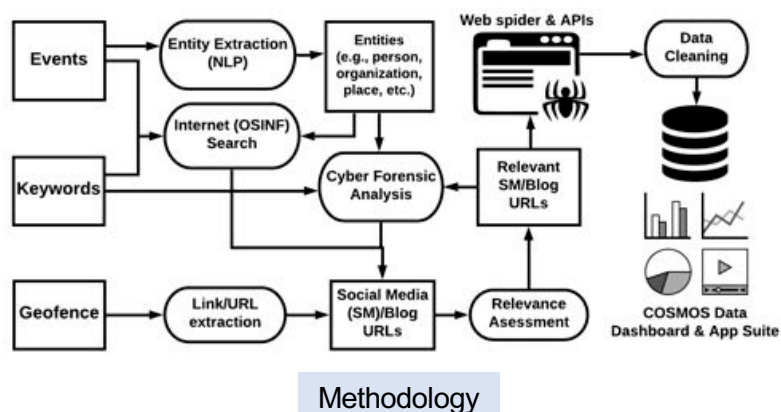 Events
Entity Extraction
(NLP)
Entities
(e.g., person,
organization,
place, etc.)
Web spider & APIs
Data
Cleaning
Internet (OSINF)
Search
Keywords
Cyber Forensic
Analysis
Relevant
SM/Blog
URLs
Geofence
Link/URL
extraction
Social Media
(SM)/Blog
URLs
Relevance
Asessment
COSMOS Data
Dashboard & App Suite
Methodology